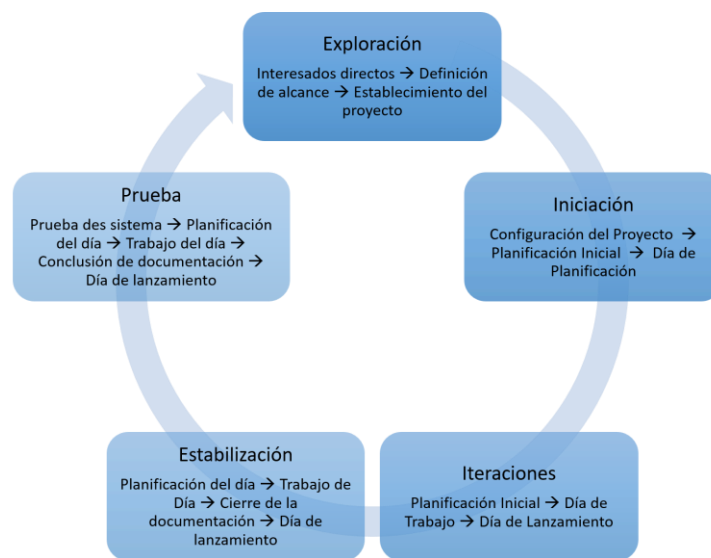 Exploración
Interesados directos → Definición
de alcance → Establecimiento del
proyecto
Iniciación
Configuración del Proyecto →
Planificación Inicial → Día de
Planificación
Iteraciones
Planificación Inicial → Día de
Trabajo → Día de Lanzamiento
Estabilización
Planificación del día → Trabajo de
Día → Cierre de la
documentación → Día de
lanzamiento
Prueba
Prueba des sistema → Planificación
del día → Trabajo del día →
Conclusión de documentación →
Día de lanzamiento